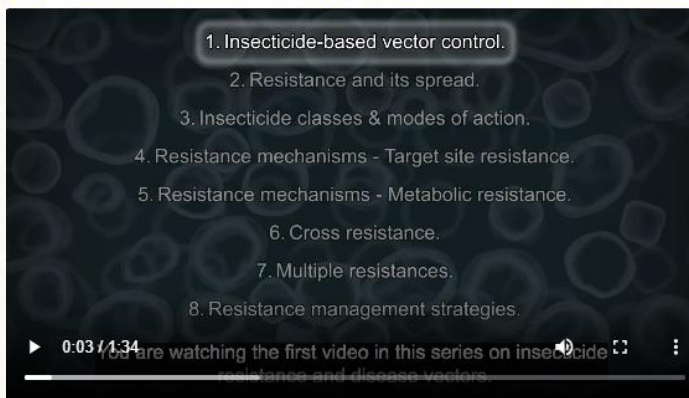 1. Insecticide-based vector control.
2. Resistance and its spread.
3. Insecticide classes & modes of action.
4. Resistance mechanisms - Target site resistance.
5. Resistance mechanisms - Metabolic resistance.
6. Cross resistance.
7. Multiple resistances.
8. Resistance management strategies.
0:03 / 1:34
You are watching the first video in this series on insecticide
resistance and disease vectors.